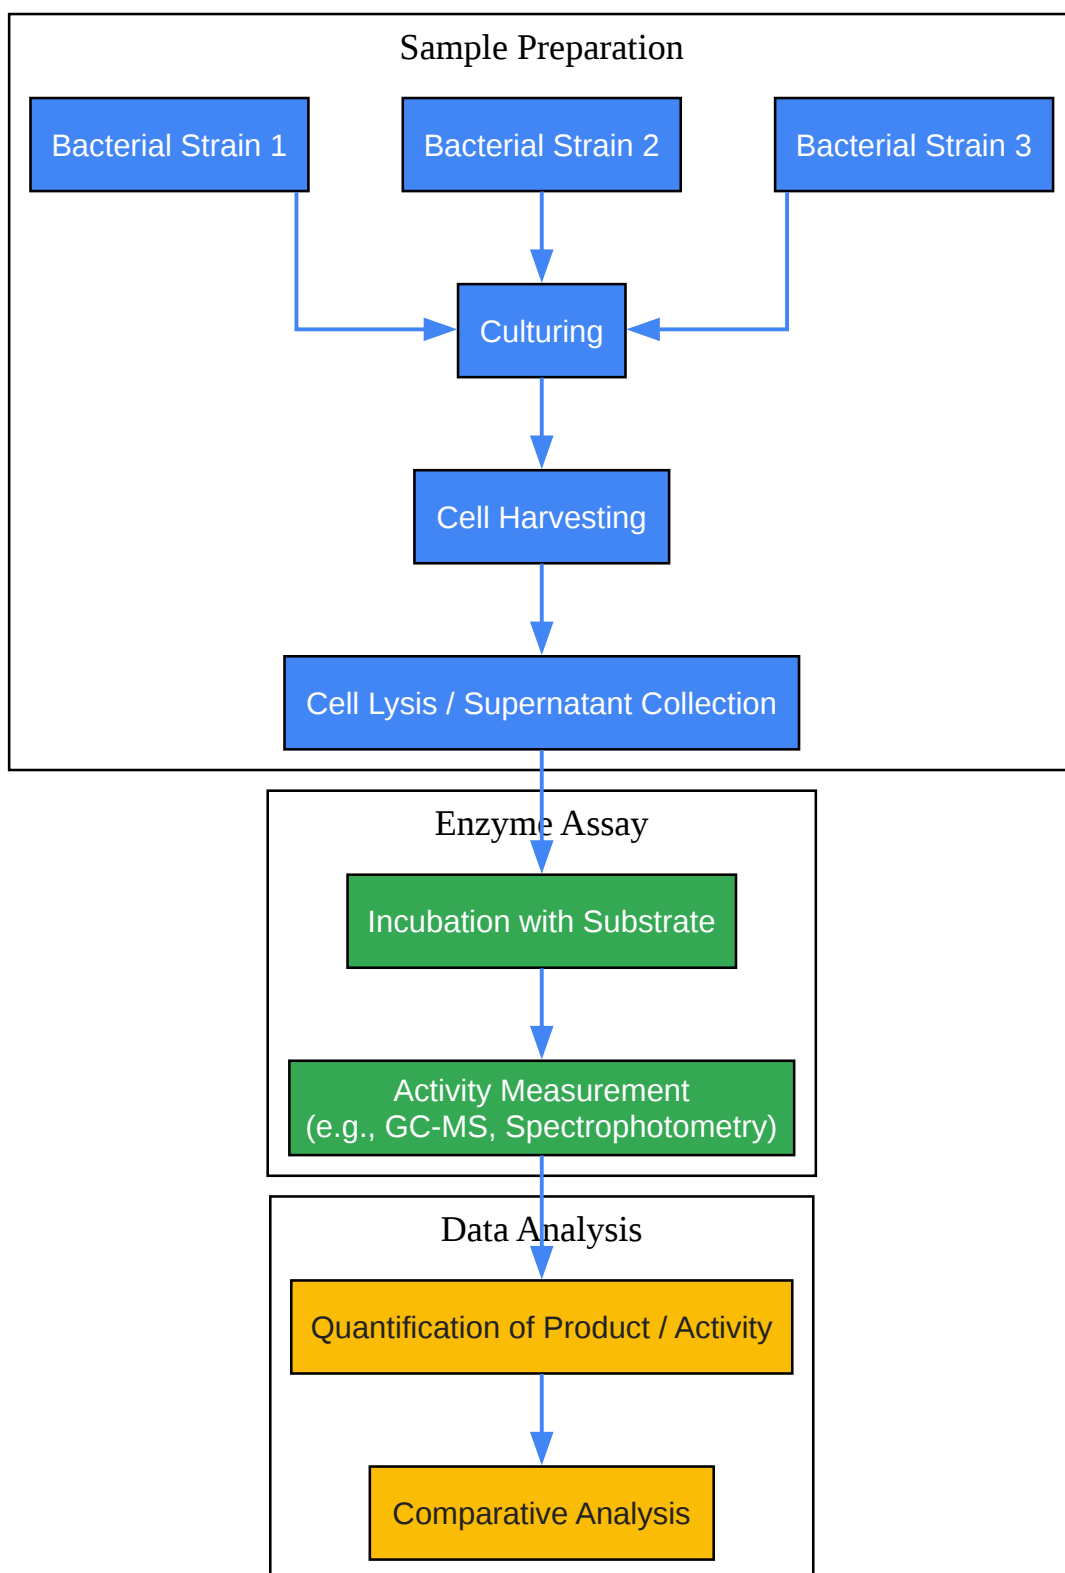 Sample Preparation
Bacterial Strain 1
Bacterial Strain 2
Bacterial Strain 3
Culturing
Cell Harvesting
Cell Lysis / Supernatant Collection
Enzyme Assay
Incubation with Substrate
Activity Measurement
(e.g., GC-MS, Spectrophotometry)
Data Analysis
Quantification of Product / Activity
Comparative Analysis